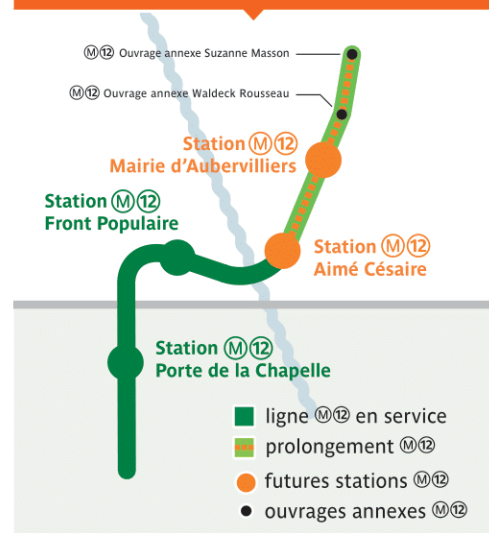 Ⓜ⑫ Ouvrage annexe Suzanne Masson
Ⓜ⑫ Ouvrage annexe Waldeck Rousseau
Station Ⓜ⑫
Mairie d'Aubervilliers
Station Ⓜ⑫
Front Populaire
Station Ⓜ⑫
Aimé Césaire
Station Ⓜ⑫
Porte de la Chapelle
ligne Ⓜ⑫ en service
prolongement Ⓜ⑫
futures stations Ⓜ⑫
ouvrages annexes Ⓜ⑫